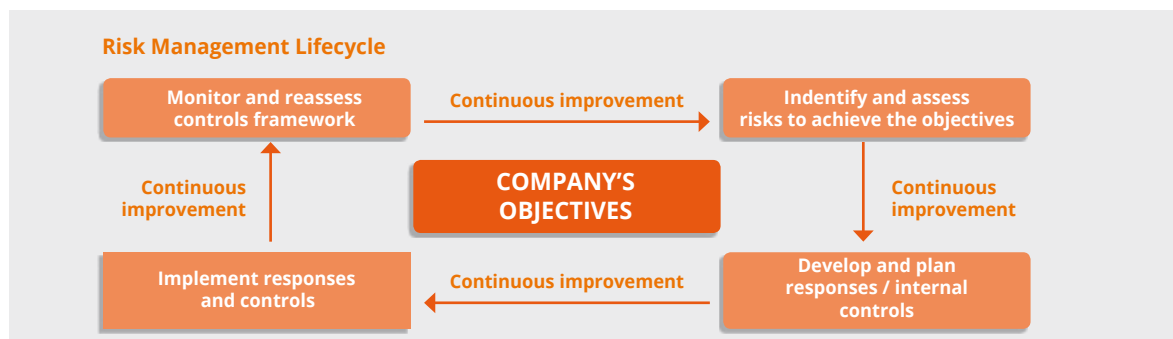 Risk Management Lifecycle
Monitor and reassess
controls framework
Continuous improvement
Indentify and assess
risks to achieve the objectives
Continuous
improvement
COMPANY’S
OBJECTIVES
Continuous
improvement
Implement responses
and controls
Continuous improvement
Develop and plan
responses / internal
controls